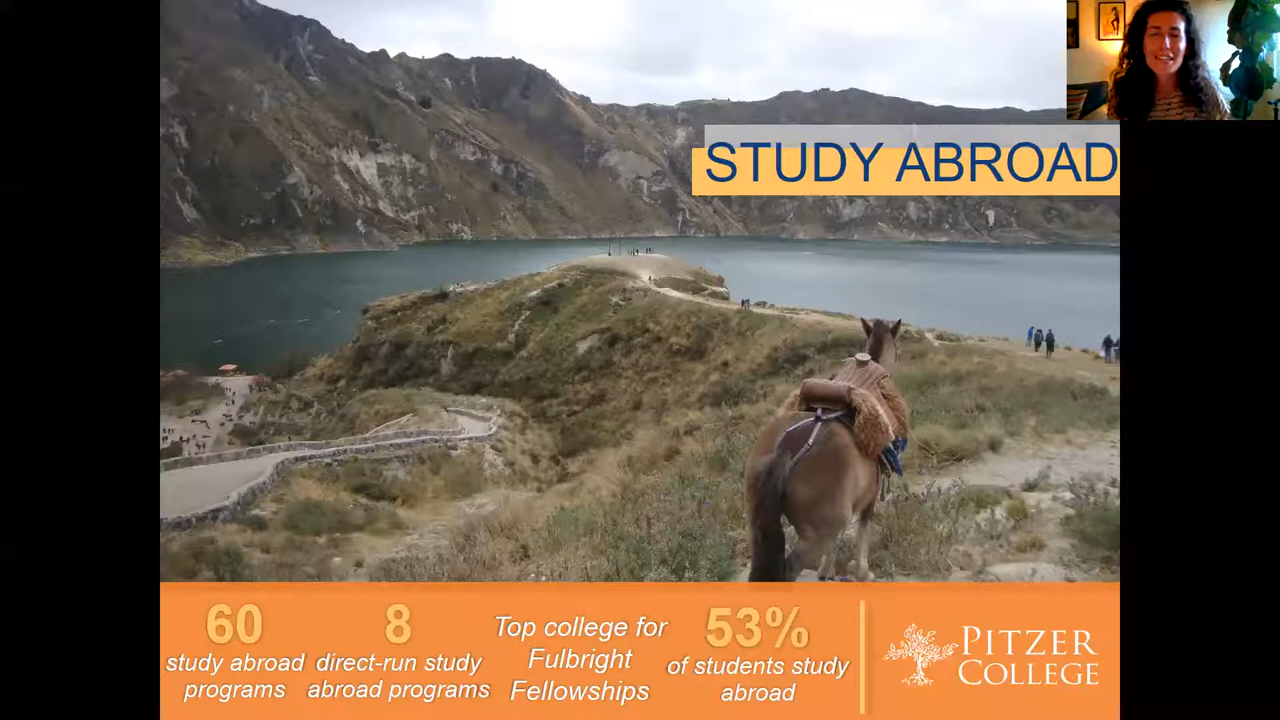 STUDY ABROAD
60
study abroad
programs
8
direct-run study
abroad programs
Top college for
Fulbright
Fellowships
53%
of students study
abroad
PITZER
COLLEGE